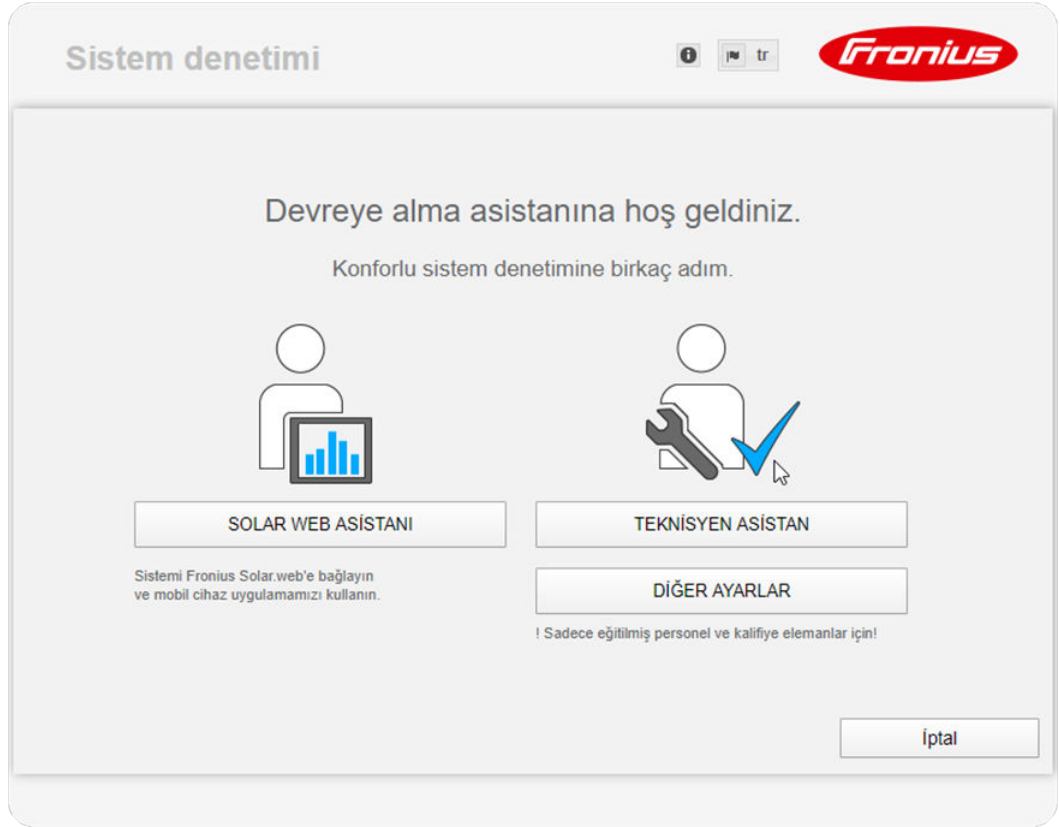 Sistem denetimi
tr
Fronius
Devreye alma asistanına hoş geldiniz.
Konforlu sistem denetimine birkaç adım.
SOLAR WEB ASİSTANI
TEKNİSYEN ASİSTAN
Sistemi Fronius Solar.web'e bağlayın
ve mobil cihaz uygulamamızı kullanın.
DİĞER AYARLAR
! Sadece eğitilmiş personel ve kalifiye elemanlar için!
İptal